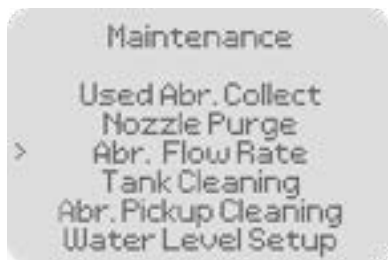 Maintenance
Used Abr. Collect
Nozzle Purge
> Abr. Flow Rate
Tank Cleaning
Abr. Pickup Cleaning
Water Level Setup